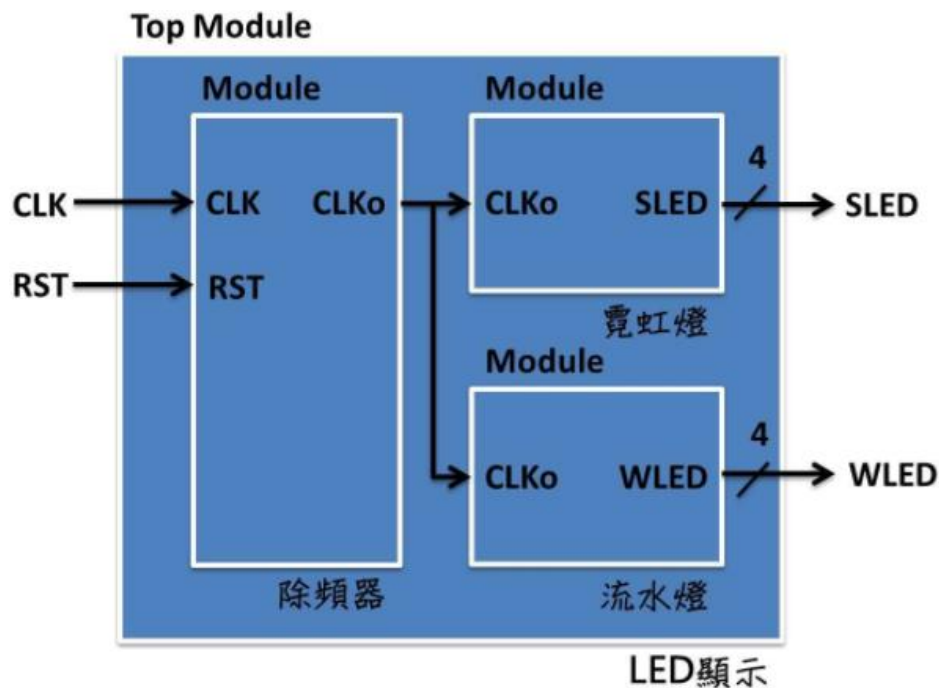 Top Module
Module
Module
CLK
CLK
CLKo
CLKo
SLED
4
SLED
RST
RST
霓虹燈
Module
CLKo
WLED
4
WLED
除頻器
流水燈
LED顯示